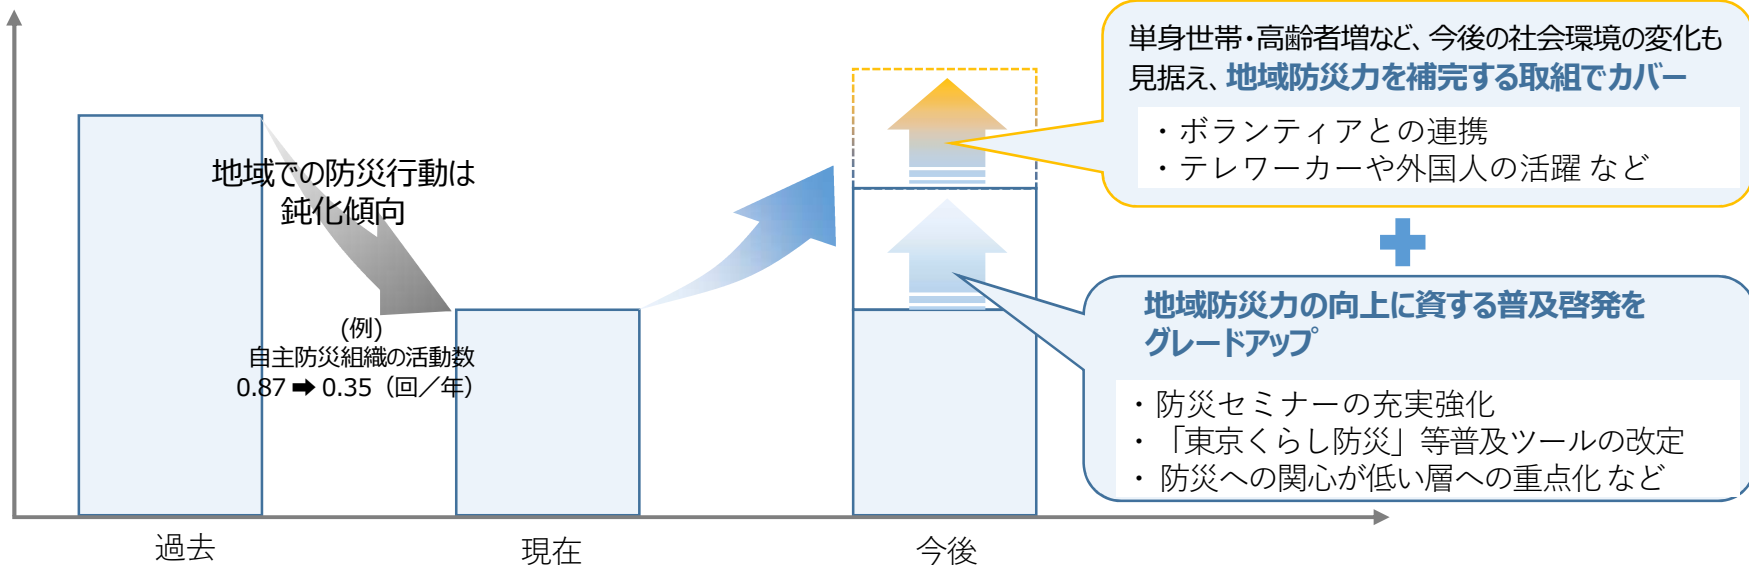 単身世帯・高齢者増など、今後の社会環境の変化も
見据え、地域防災力を補完する取組でカバー
・ボランティアとの連携
・テレワーカーや外国人の活躍 など
地域での防災行動は
鈍化傾向
(例)
自主防災組織の活動数
0.87 ➡ 0.35（回／年）
地域防災力の向上に資する普及啓発を
グレードアップ
・防災セミナーの充実強化
・「東京くらし防災」等普及ツールの改定
・防災への関心が低い層への重点化 など
過去
現在
今後